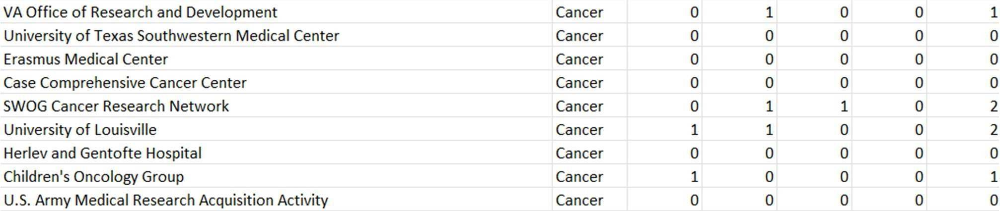 VA Office of Research and Development Cancer 0 1 0 0 1
University of Texas Southwestern Medical Center Cancer 0 0 0 0 0
Erasmus Medical Center Cancer 0 0 0 0 0
Case Comprehensive Cancer Center Cancer 0 0 0 0 0
SWOG Cancer Research Network Cancer 0 1 1 0 2
University of Louisville Cancer 1 1 0 0 2
Herlev and Gentofte Hospital Cancer 0 0 0 0 0
Children's Oncology Group Cancer 1 0 0 0 1
U.S. Army Medical Research Acquisition Activity Cancer 0 0 0 0 0